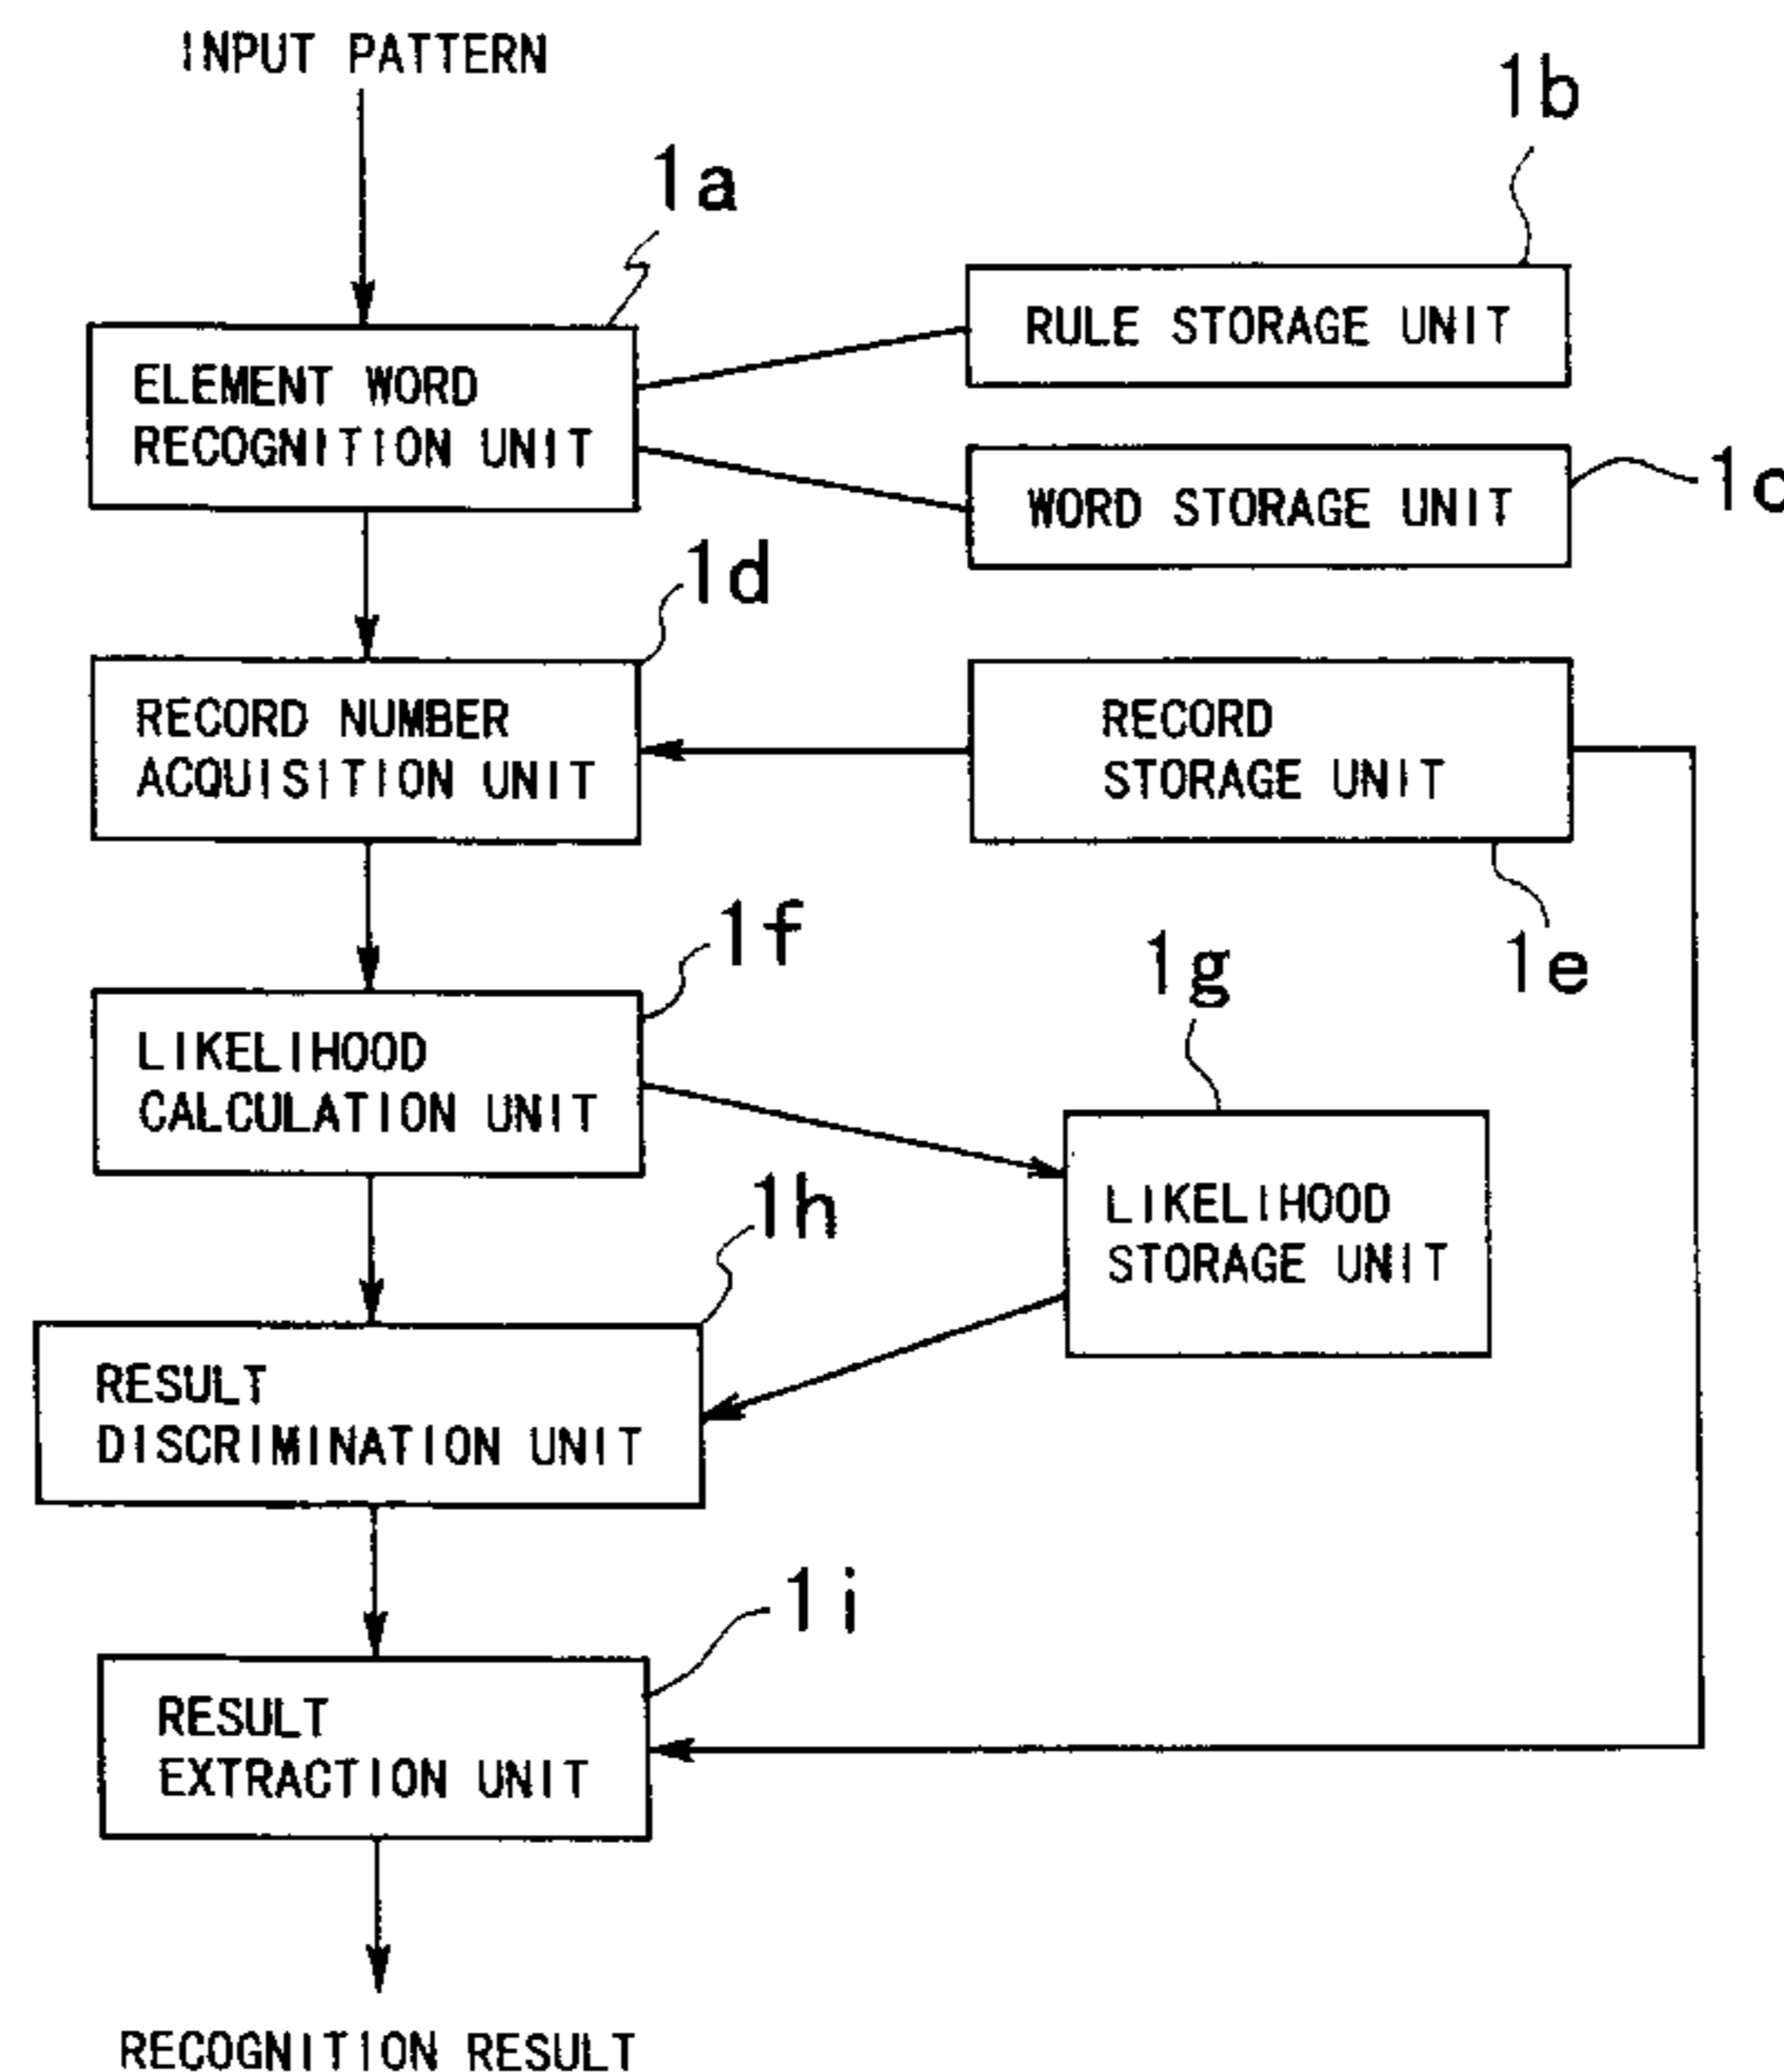 INPUT PATTERN
1b
1a
RULE STORAGE UNIT
ELEMENT WORD
RECOGNITION UNIT
1c
WORD STORAGE UNIT
1d
RECORD NUMBER
ACQUISITION UNIT
RECORD
STORAGE UNIT
1f
1g
1e
LIKELIHOOD
CALCULATION UNIT
1h
LIKELIHOOD
STORAGE UNIT
RESULT
DISCRIMINATION UNIT
1i
RESULT
EXTRACTION UNIT
RECOGNITION RESULT